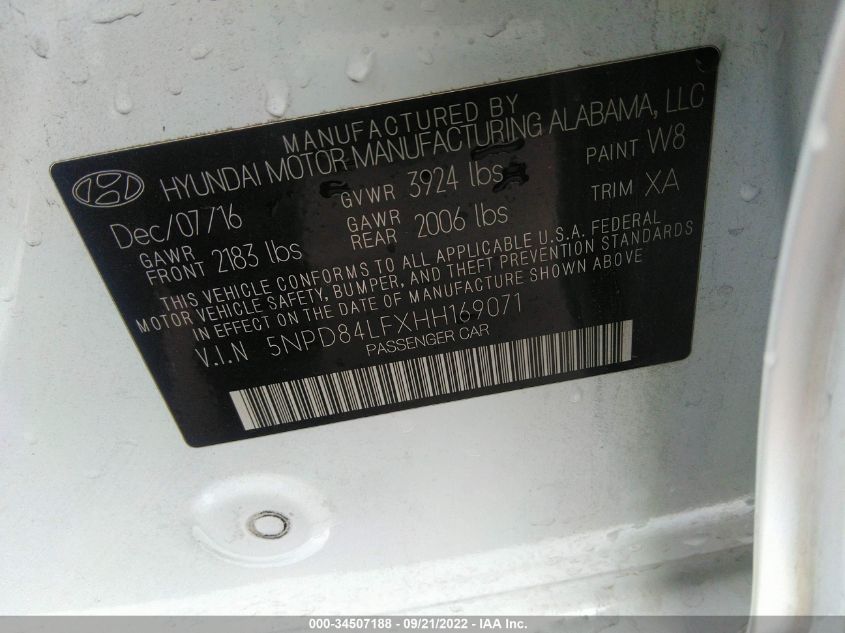 MANUFACTURED BY
HYUNDAI MOTOR MANUFACTURING ALABAMA, LLC
Dec/07/16 GVWR 3924 lbs PAINT W8
GAWR FRONT 2183 lbs GAWR REAR 2006 lbs TRIM XA
THIS VEHICLE CONFORMS TO ALL APPLICABLE U.S.A. FEDERAL
MOTOR VEHICLE SAFETY, BUMPER, AND THEFT PREVENTION STANDARDS
IN EFFECT ON THE DATE OF MANUFACTURE SHOWN ABOVE
V.I.N 5NPD84LFXHH169071
PASSENGER CAR
000-34507188 - 09/21/2022 - IAA Inc.